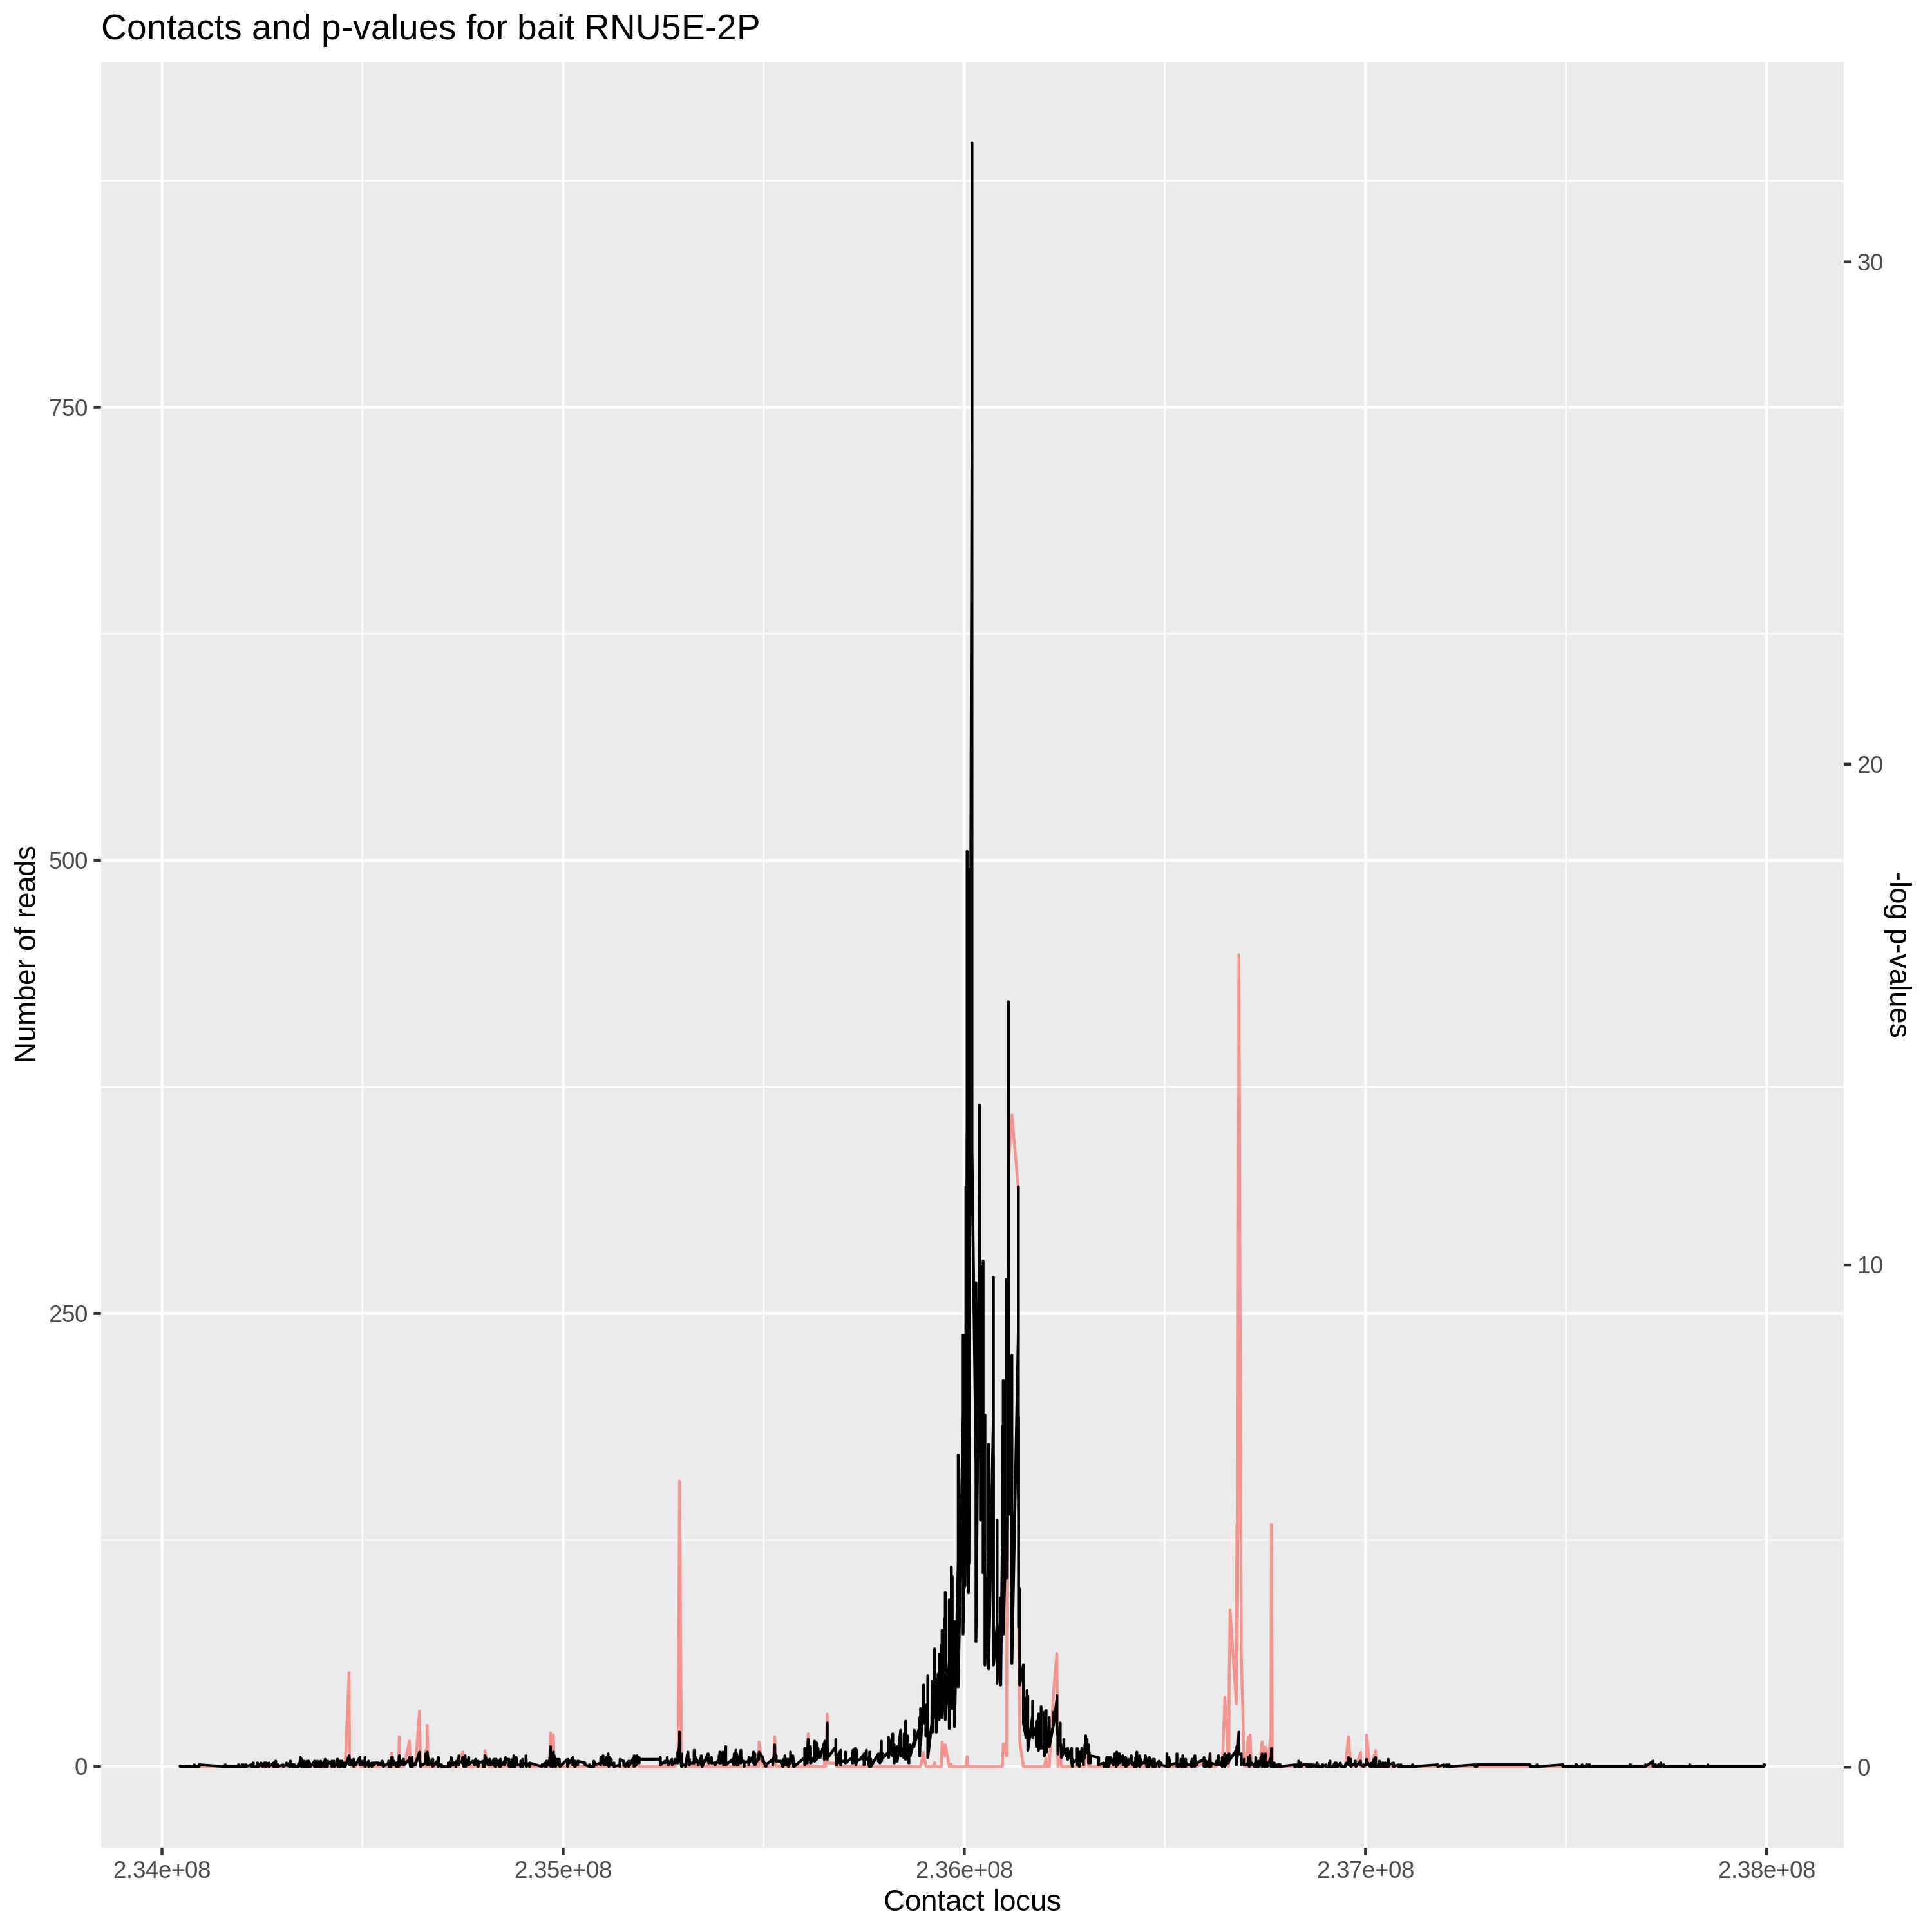 Contacts and p-values for bait RNU5E-2P
Number of reads
750
500
250
0
30
20
10
0
-log p-values
2.34e+08 2.35e+08 2.36e+08 2.37e+08 2.38e+08
Contact locus